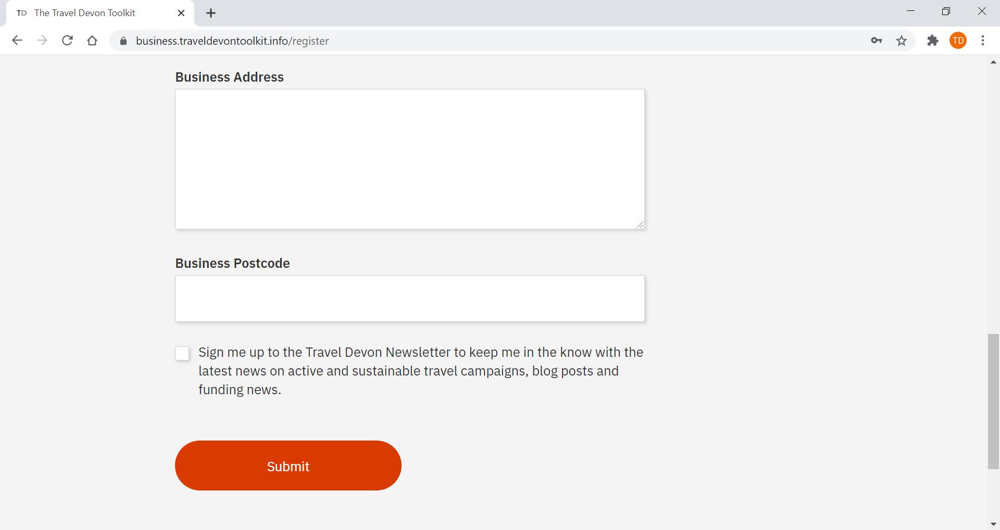 TD The Travel Devon Toolkit
business.traveldevontoolkit.info/register
TD
Business Address
Business Postcode
Sign me up to the Travel Devon Newsletter to keep me in the know with the
latest news on active and sustainable travel campaigns, blog posts and
funding news.
Submit